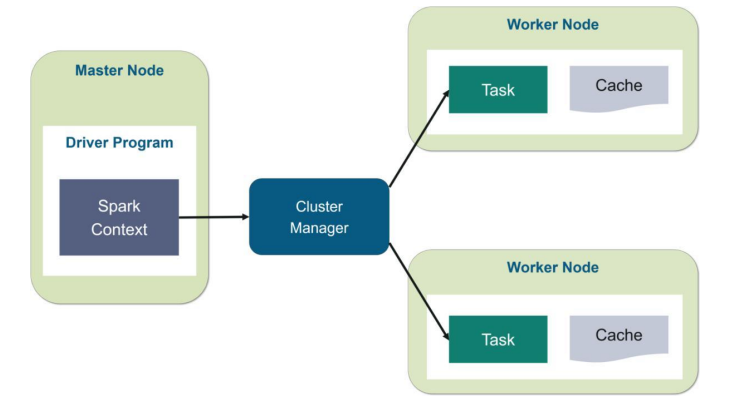 Master Node
Driver Program
Spark
Context
Cluster
Manager
Worker Node
Task
Cache
Worker Node
Task
Cache